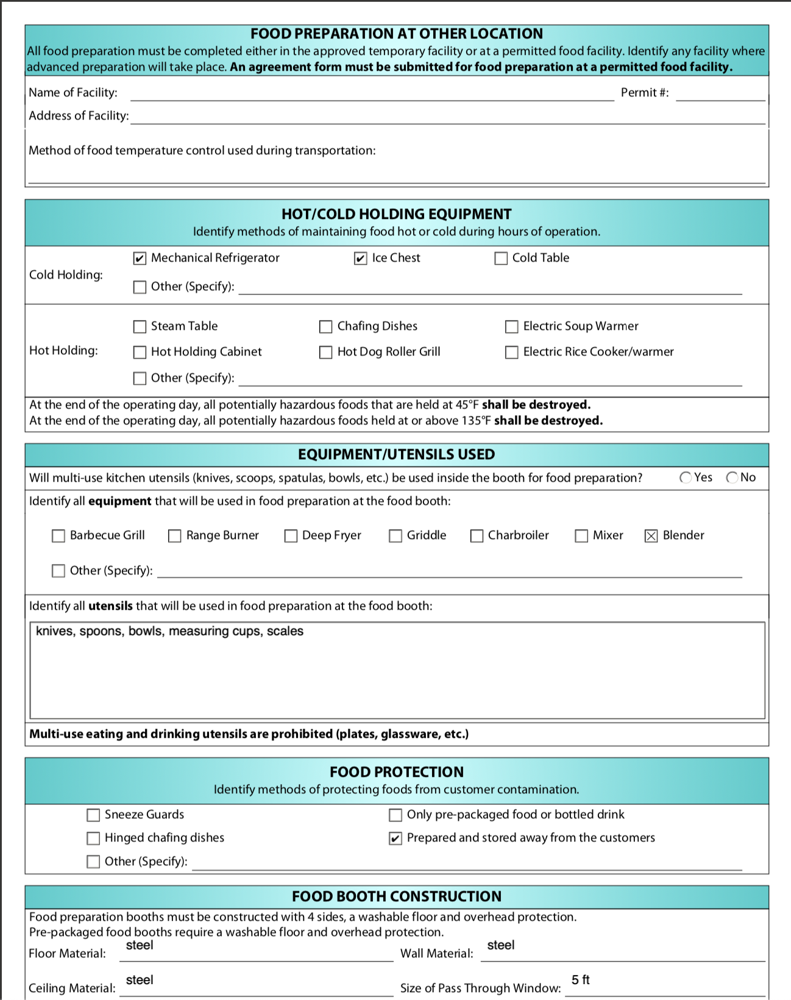 FOOD PREPARATION AT OTHER LOCATION
All food preparation must be completed either in the approved temporary facility or at a permitted food facility. Identify any facility where
advanced preparation will take place. An agreement form must be submitted for food preparation at a permitted food facility.
Name of Facility: Permit #:
Address of Facility:
Method of food temperature control used during transportation:
HOT/COLD HOLDING EQUIPMENT
Identify methods of maintaining food hot or cold during hours of operation.
Mechanical Refrigerator Ice Chest Cold Table
Cold Holding:
Other (Specify):
Steam Table Chafing Dishes Electric Soup Warmer
Hot Holding: Hot Holding Cabinet Hot Dog Roller Grill Electric Rice Cooker/warmer
Other (Specify):
At the end of the operating day, all potentially hazardous foods that are held at 45°F shall be destroyed.
At the end of the operating day, all potentially hazardous foods held at or above 135°F shall be destroyed.
EQUIPMENT/UTENSILS USED
Will multi-use kitchen utensils (knives, scoops, spatulas, bowls, etc.) be used inside the booth for food preparation? Yes No
Identify all equipment that will be used in food preparation at the food booth:
Barbecue Grill Range Burner Deep Fryer Griddle Charbroiler Mixer Blender
Other (Specify):
Identify all utensils that will be used in food preparation at the food booth:
knives, spoons, bowls, measuring cups, scales
Multi-use eating and drinking utensils are prohibited (plates, glassware, etc.)
FOOD PROTECTION
Identify methods of protecting foods from customer contamination.
Sneeze Guards Only pre-packaged food or bottled drink
Hinged chafing dishes Prepared and stored away from the customers
Other (Specify):
FOOD BOOTH CONSTRUCTION
Food preparation booths must be constructed with 4 sides, a washable floor and overhead protection.
Pre-packaged food booths require a washable floor and overhead protection.
Floor Material: steel Wall Material: steel
Ceiling Material: steel Size of Pass Through Window: 5 ft